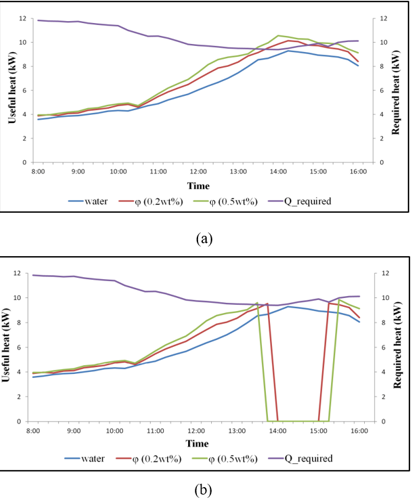 12 12
10 10
8 8
6 6
4 4
2 2
0 0
Useful heat (kW)
Required heat (kW)
8:00 9:00 10:00 11:00 12:00 13:00 14:00 15:00 16:00
Time
water φ (0.2wt%) φ (0.5wt%) Q_required
(a)
12 12
10 10
8 8
6 6
4 4
2 2
0 0
Useful heat (kW)
Required heat (kW)
8:00 9:00 10:00 11:00 12:00 13:00 14:00 15:00 16:00
Time
water φ (0.2wt%) φ (0.5wt%) Q_required
(b)